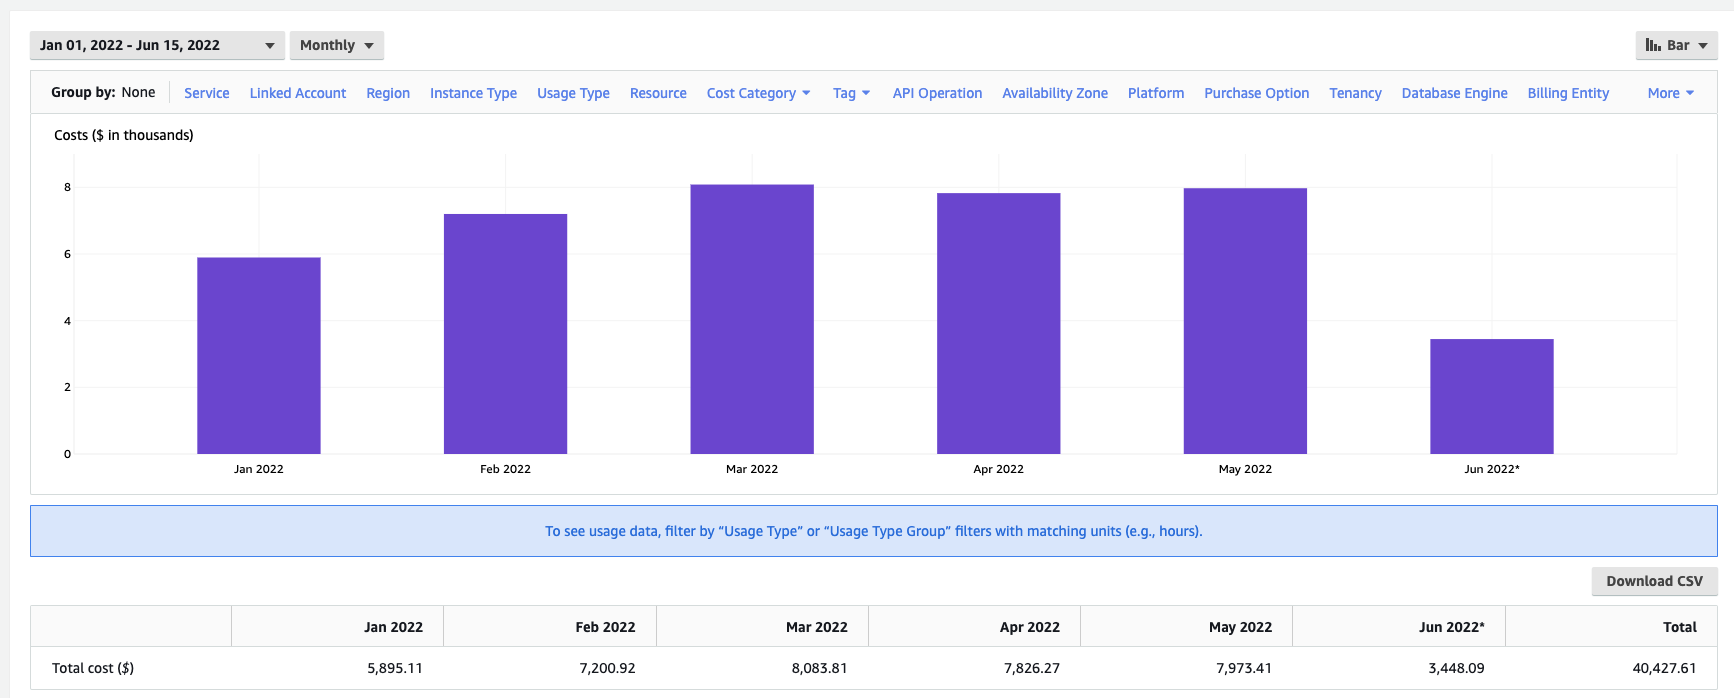 Jan 01, 2022 - Jun 15, 2022 Monthly Bar
Group by: None Service Linked Account Region Instance Type Usage Type Resource Cost Category Tag API Operation Availability Zone Platform Purchase Option Tenancy Database Engine Billing Entity More
Costs ($ in thousands)
8
6
4
2
0
Jan 2022 Feb 2022 Mar 2022 Apr 2022 May 2022 Jun 2022*
To see usage data, filter by “Usage Type” or “Usage Type Group” filters with matching units (e.g., hours).
Download CSV
Jan 2022 Feb 2022 Mar 2022 Apr 2022 May 2022 Jun 2022* Total
Total cost ($) 5,895.11 7,200.92 8,083.81 7,826.27 7,973.41 3,448.09 40,427.61